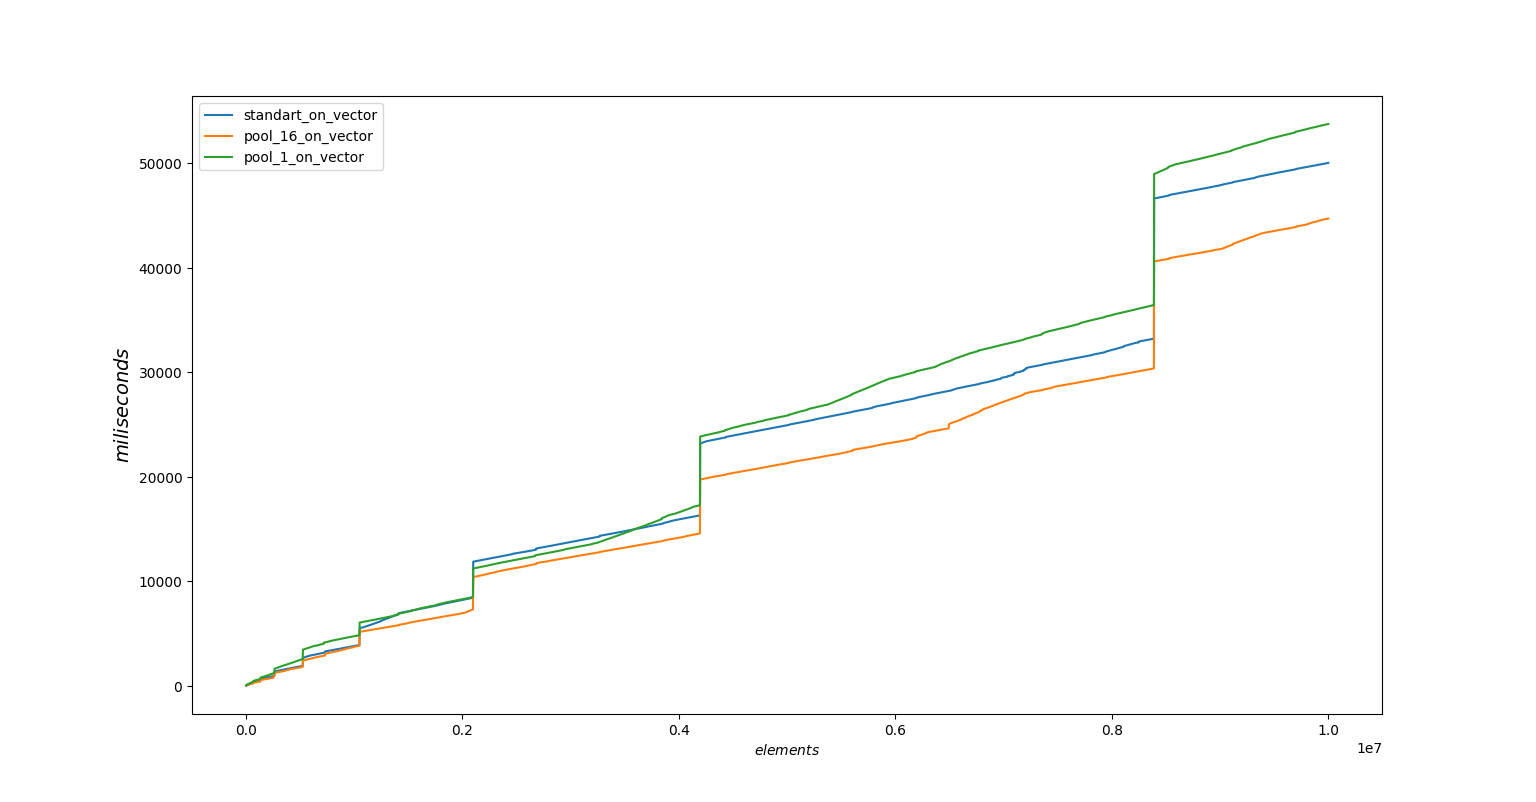 standart_on_vector
pool_16_on_vector
pool_1_on_vector
50000
40000
30000
20000
10000
0
miliseconds
0.0 0.2 0.4 0.6 0.8 1.0
1e7
elements